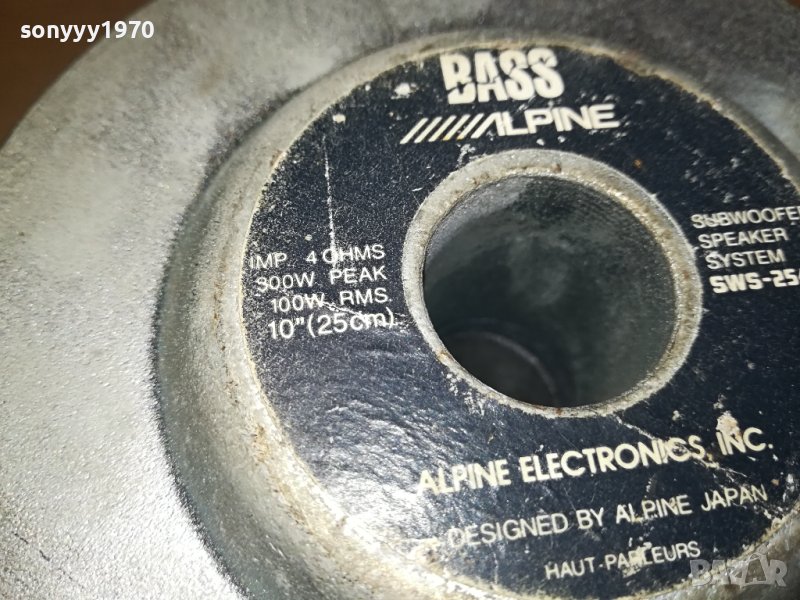 sonyyy1970
BASS
ALPINE
IMP. 4 OHMS
300W PEAK
100W RMS.
10"(25cm)
SUBWOOFER
SPEAKER
SYSTEM
ALPINE ELECTRONICS, INC.
DESIGNED BY ALPINE JAPAN
HAUT-PARLEURS
BAZAR